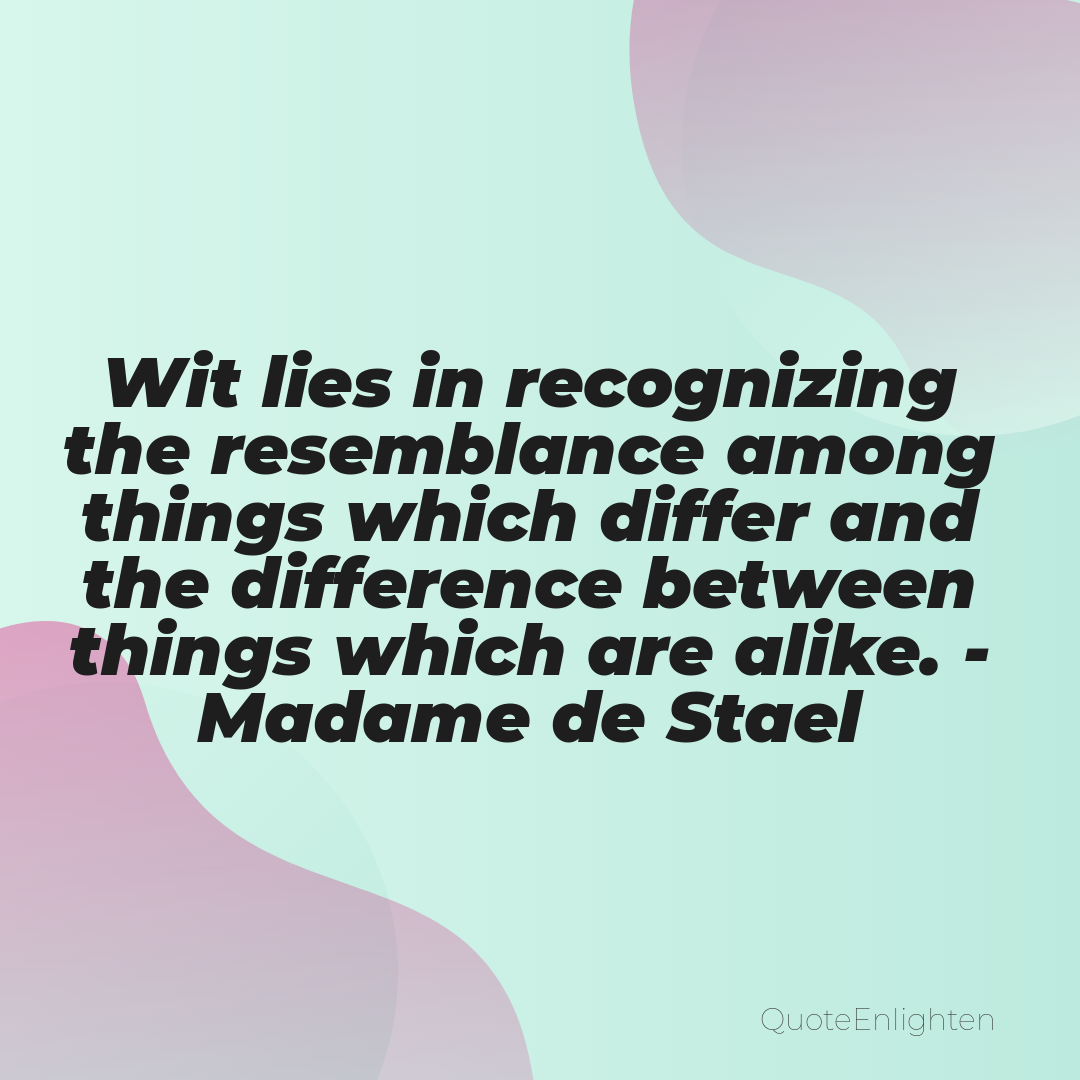 Wit lies in recognizing
the resemblance among
things which differ and
the difference between
things which are alike. -
Madame de Stael
QuoteEnlighten